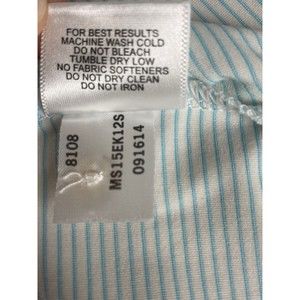 FOR BEST RESULTS
MACHINE WASH COLD
DO NOT BLEACH
TUMBLE DRY LOW
NO FABRIC SOFTENERS
DO NOT DRY CLEAN
DO NOT IRON
8108
MS15EK12S
091614